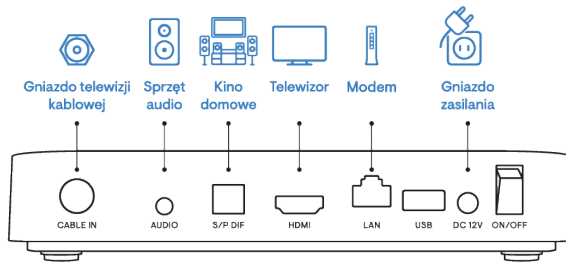 Gniazdo telewizji kablowej
Sprzęt audio
Kino domowe
Telewizor
Modem
Gniazdo zasilania
CABLE IN
AUDIO
S/P DIF
HDMI
LAN
USB
DC 12V
ON/OFF